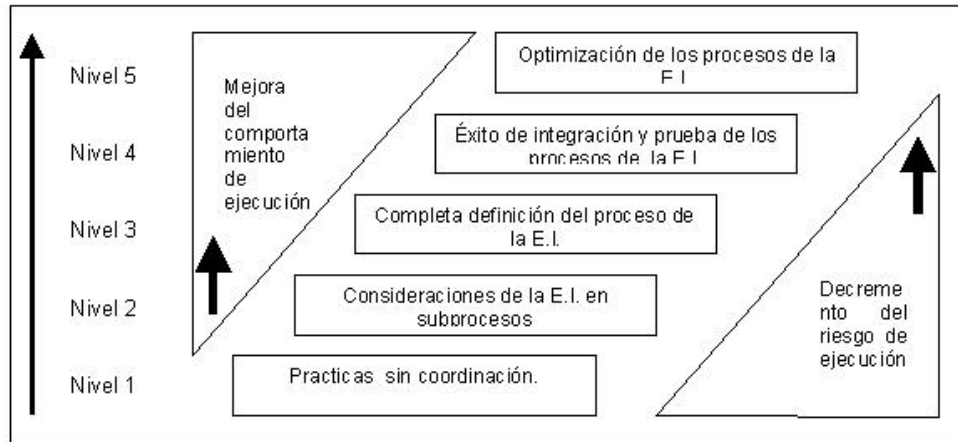 Nivel 5
Optimización de los procesos de la
E.I.
Mejora
del
comporta
miento
de
ejecución
Nivel 4
Éxito de integración y prueba de los
procesos de la E.I.
Nivel 3
Completa definición del proceso de
la E.I.
Nivel 2
Consideraciones de la E.I. en
subprocesos
Decreme
nto del
riesgo de
ejecución
Nivel 1
Practicas sin coordinación.